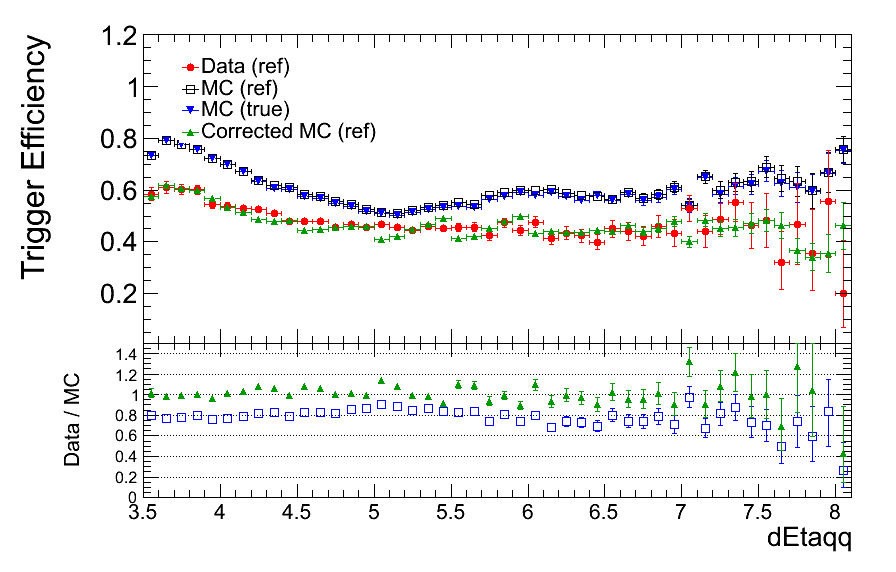 1.2
1
0.8
0.6
0.4
0.2
Trigger Efficiency
Data (ref)
MC (ref)
MC (true)
Corrected MC (ref)
1.4
1.2
1
0.8
0.6
0.4
0.2
0
Data / MC
3.5 4 4.5 5 5.5 6 6.5 7 7.5 8
dEtaqq